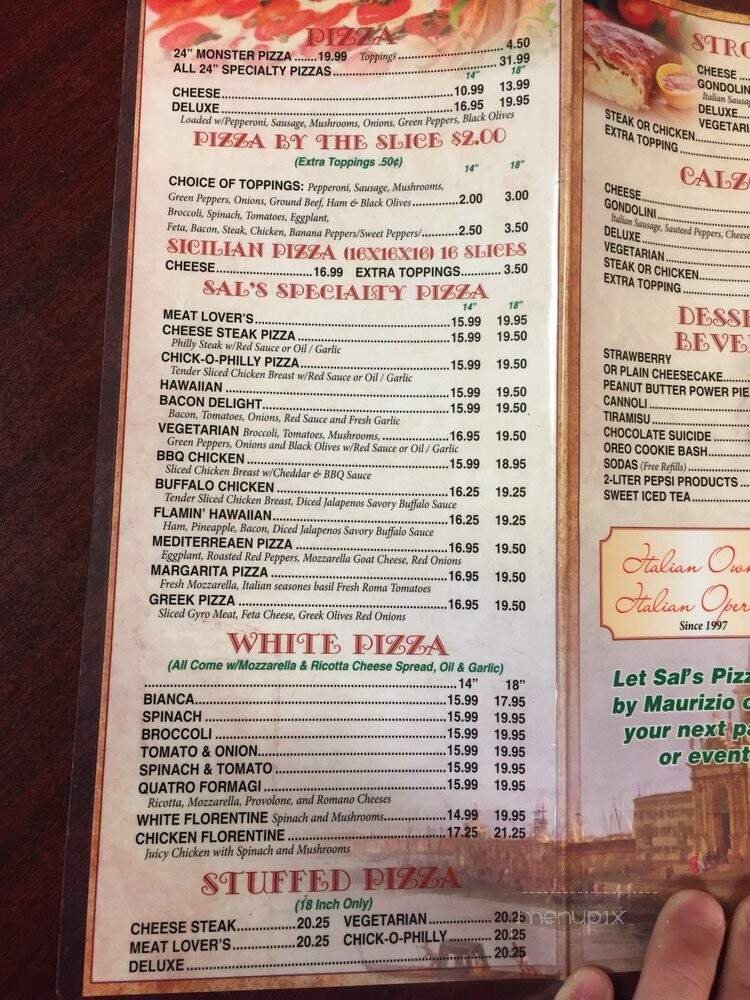 PIZZA
24" MONSTER PIZZA .......19.99 Toppings ................................ 4.50
ALL 24" SPECIALTY PIZZAS.................................................... 31.99
14" 18"
CHEESE...............................................................10.99 13.99
DELUXE...............................................................16.95 19.95
Loaded w/Pepperoni, Sausage, Mushrooms, Onions, Green Peppers, Black Olives
PIZZA BY THE SLICE $2.00
(Extra Toppings .50¢)
14" 18"
CHOICE OF TOPPINGS: Pepperoni, Sausage, Mushrooms,
Green Peppers, Onions, Ground Beef, Ham & Black Olives ..................2.00 3.00
Broccoli, Spinach, Tomatoes, Eggplant,
Feta, Bacon, Steak, Chicken, Banana Peppers/Sweet Peppers/.........2.50 3.50
SICILIAN PIZZA (16X16X16) 16 SLICES
CHEESE.........................16.99 EXTRA TOPPINGS........... 3.50
SAL'S SPECIALTY PIZZA
14" 18"
MEAT LOVER'S.....................................................15.99 19.95
CHEESE STEAK PIZZA ..........................................15.99 19.50
Philly Steak w/Red Sauce or Oil / Garlic
CHICK-O-PHILLY PIZZA.........................................15.99 19.50
Tender Sliced Chicken Breast w/Red Sauce or Oil / Garlic
HAWAIIAN ............................................................15.99 19.50
BACON DELIGHT...................................................15.99 19.50
Bacon, Tomatoes, Onions, Red Sauce and Fresh Garlic
VEGETARIAN Broccoli, Tomatoes, Mushrooms,..................16.95 19.50
Green Peppers, Onions and Black Olives w/Red Sauce or Oil / Garlic
BBQ CHICKEN ......................................................15.99 18.95
Sliced Chicken Breast w/Cheddar & BBQ Sauce
BUFFALO CHICKEN ..............................................16.25 19.25
Tender Sliced Chicken Breast, Diced Jalapenos Savory Buffalo Sauce
FLAMIN' HAWAIIAN...............................................16.25 19.25
Ham, Pineapple, Bacon, Diced Jalapenos Savory Buffalo Sauce
MEDITERREAEN PIZZA .........................................16.95 19.50
Eggplant, Roasted Red Peppers, Mozzarella Goat Cheese, Red Onions
MARGARITA PIZZA ...............................................16.95 19.50
Fresh Mozzarella, Italian seasones basil Fresh Roma Tomatoes
GREEK PIZZA .......................................................16.95 19.50
Sliced Gyro Meat, Feta Cheese, Greek Olives Red Onions
WHITE PIZZA
(All Come w/Mozzarella & Ricotta Cheese Spread, Oil & Garlic)
...............................................................................14" 18"
BIANCA................................................................15.99 17.95
SPINACH ..............................................................15.99 19.95
BROCCOLI ...........................................................15.99 19.95
TOMATO & ONION.................................................15.99 19.95
SPINACH & TOMATO .............................................15.99 19.95
QUATRO FORMAGI ...............................................15.99 19.95
Ricotta, Mozzarella, Provolone, and Romano Cheeses
WHITE FLORENTINE Spinach and Mushrooms.................14.99 19.95
CHICKEN FLORENTINE .........................................17.25 21.25
Juicy Chicken with Spinach and Mushrooms
STUFFED PIZZA
(18 Inch Only)
CHEESE STEAK...............20.25 VEGETARIAN................ 20.25
MEAT LOVER'S................20.25 CHICK-O-PHILLY........... 20.25
DELUXE............................................................................... 20.25
STRO
CHEESE
GONDOLIN
Italian Sausa
DELUXE...
VEGETARI
STEAK OR CHICKEN...
EXTRA TOPPING ...
CALZ
CHEESE
GONDOLINI
Italian Sausage, Sauteed Peppers, Cheese
DELUXE
VEGETARIAN
STEAK OR CHICKEN
EXTRA TOPPING
DESSE
BEVE
STRAWBERRY
OR PLAIN CHEESECAKE
PEANUT BUTTER POWER PIE
CANNOLI
TIRAMISU
CHOCOLATE SUICIDE
OREO COOKIE BASH
SODAS (Free Refills)
2-LITER PEPSI PRODUCTS
SWEET ICED TEA
Italian Own
Italian Oper
Since 1997
Let Sal's Pizz
by Maurizio c
your next pa
or event
menupix